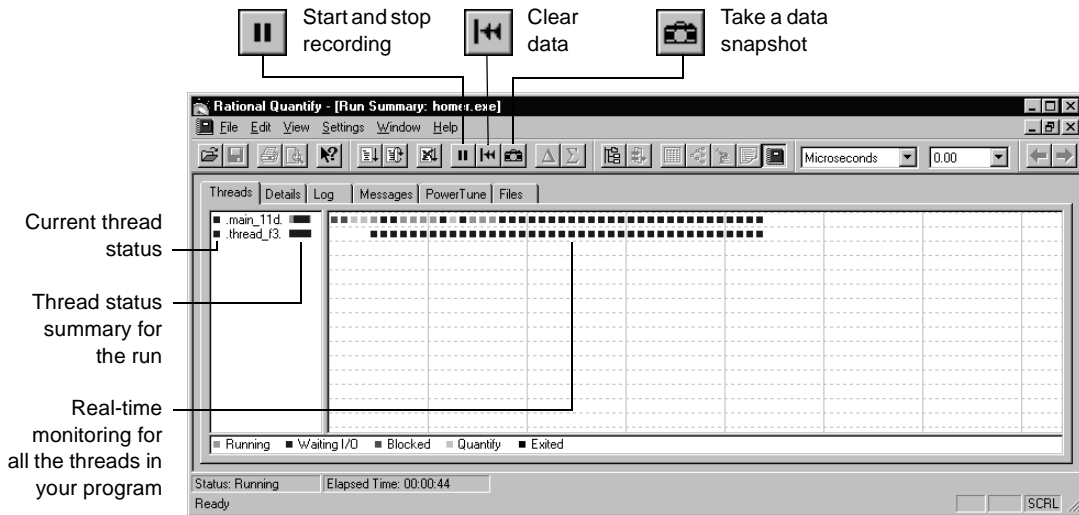 Start and stop
recording
Clear
data
Take a data
snapshot
Rational Quantify - [Run Summary: homer.exe]
File Edit View Settings Window Help
Microseconds
0.00
Threads Details Log Messages PowerTune Files
.main_11d.
.thread_f3.
Current thread
status
Thread status
summary for
the run
Real-time
monitoring for
all the threads in
your program
Running Waiting I/O Blocked Quantify Exited
Status: Running Elapsed Time: 00:00:44
Ready SCRL